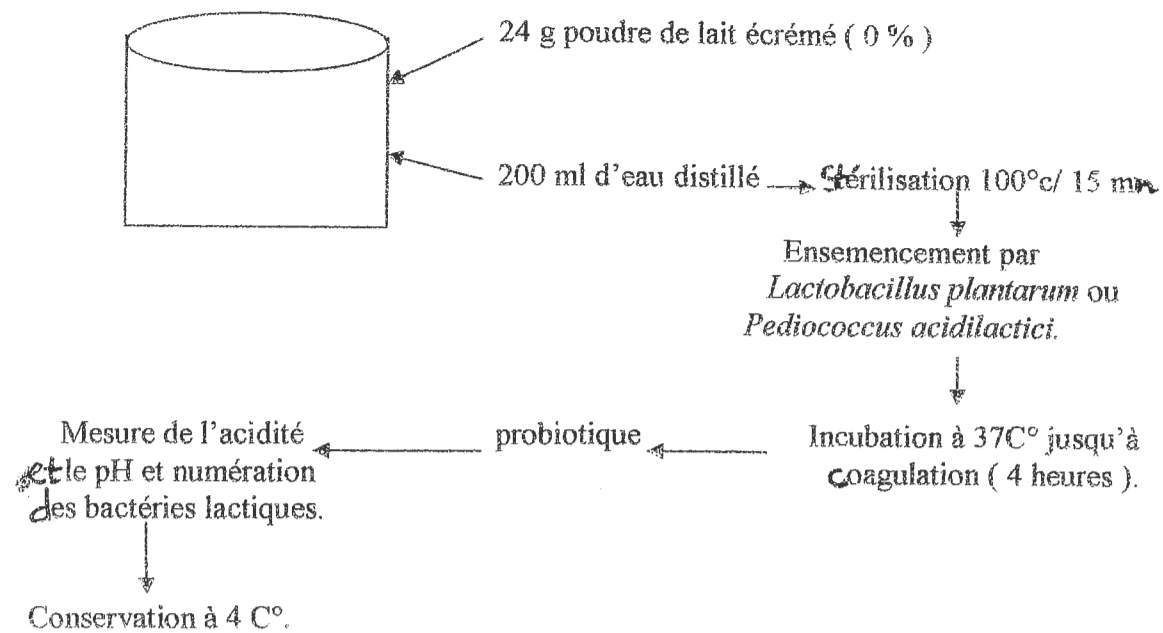 24 g poudre de lait écrémé ( 0 % )
200 ml d'eau distillé
Stérilisation 100°c/ 15 mn
Ensemencement par
Lactobacillus plantarum ou
Pediococcus acidilactici.
Incubation à 37C° jusqu'à
coagulation ( 4 heures ).
probiotique
Mesure de l'acidité
et le pH et numération
des bactéries lactiques.
Conservation à 4 C°.